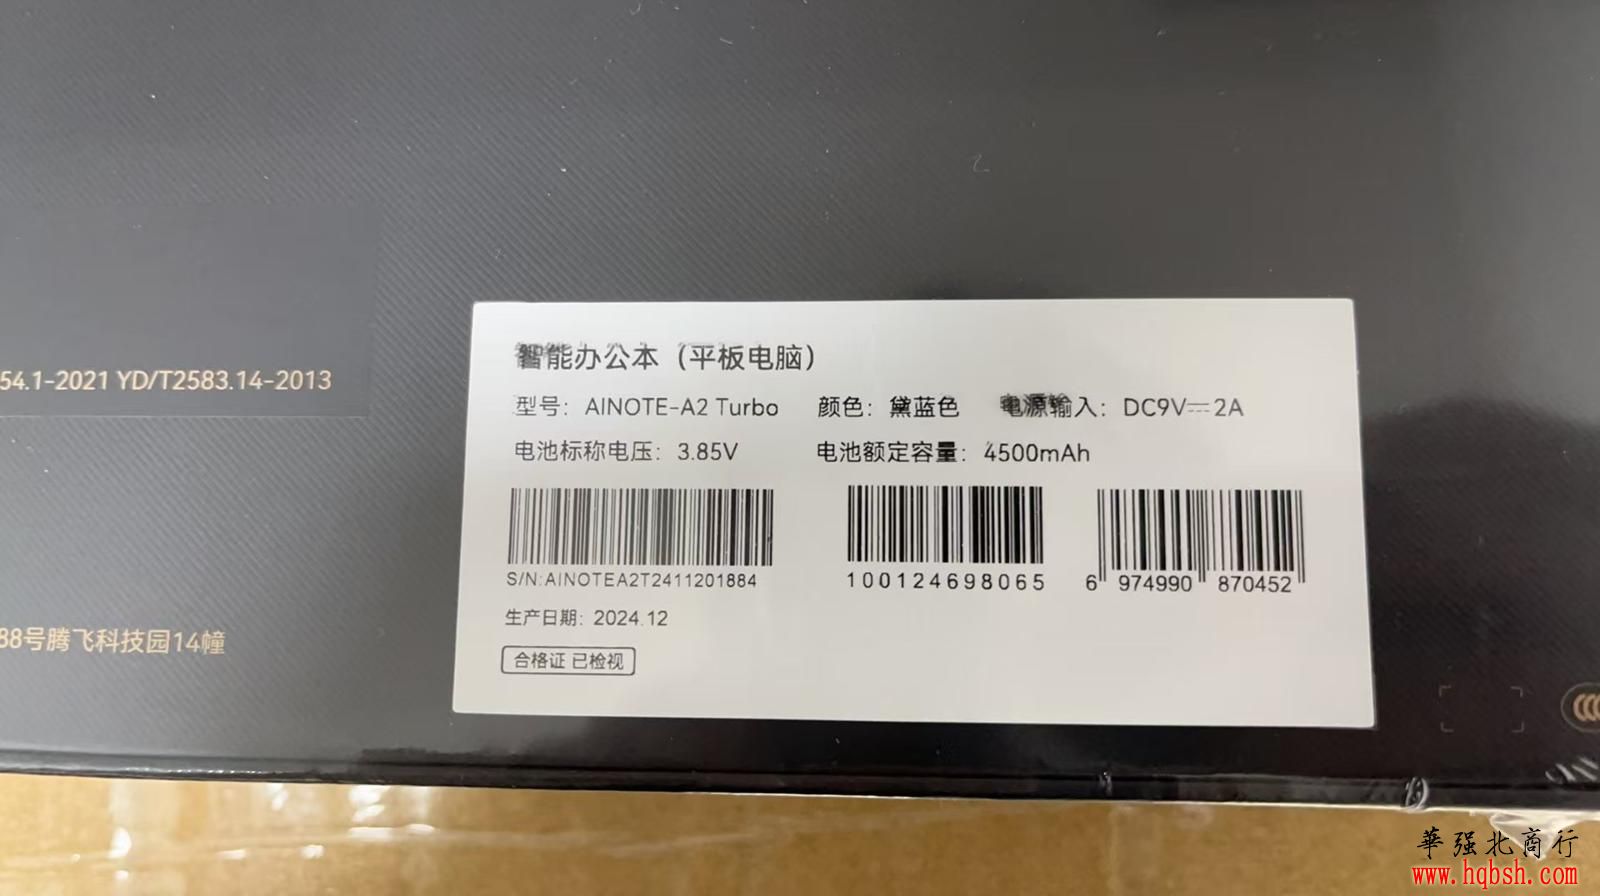 54.1-2021 YD/T2583.14-2013
88号腾飞科技园14幢
智能办公本（平板电脑）
型号：AINOTE-A2 Turbo 颜色：黛蓝色 电源输入：DC9V⎓2A
电池标称电压：3.85V 电池额定容量：4500mAh
S/N:AINOTEA2T2411201884 100124698065 6 974990 870452
生产日期：2024.12
合格证 已检视
華强北商行
www.hqbsh.com